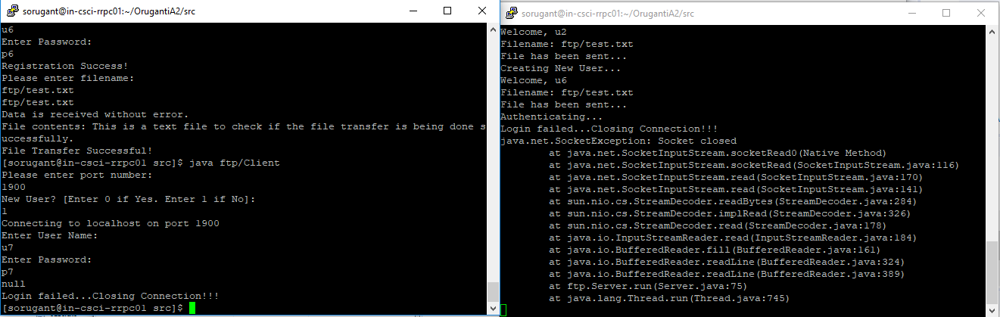 sorugant@in-csci-rrpc01:~/OrugantiA2/src
u6
Enter Password:
p6
Registration Success!
Please enter filename:
ftp/test.txt
ftp/test.txt
Data is received without error.
File contents: This is a text file to check if the file transfer is being done s
uccessfully.
File Transfer Successful!
[sorugant@in-csci-rrpc01 src]$ java ftp/Client
Please enter port number:
1900
New User? [Enter 0 if Yes. Enter 1 if No]:
1
Connecting to localhost on port 1900
Enter User Name:
u7
Enter Password:
p7
null
Login failed...Closing Connection!!!
[sorugant@in-csci-rrpc01 src]$
sorugant@in-csci-rrpc01:~/OrugantiA2/src
Welcome, u2
Filename: ftp/test.txt
File has been sent...
Creating New User...
Welcome, u6
Filename: ftp/test.txt
File has been sent...
Authenticating...
Login failed...Closing Connection!!!
java.net.SocketException: Socket closed
at java.net.SocketInputStream.socketRead0(Native Method)
at java.net.SocketInputStream.socketRead(SocketInputStream.java:116)
at java.net.SocketInputStream.read(SocketInputStream.java:170)
at java.net.SocketInputStream.read(SocketInputStream.java:141)
at sun.nio.cs.StreamDecoder.readBytes(StreamDecoder.java:284)
at sun.nio.cs.StreamDecoder.implRead(StreamDecoder.java:326)
at sun.nio.cs.StreamDecoder.read(StreamDecoder.java:178)
at java.io.InputStreamReader.read(InputStreamReader.java:184)
at java.io.BufferedReader.fill(BufferedReader.java:161)
at java.io.BufferedReader.readLine(BufferedReader.java:324)
at java.io.BufferedReader.readLine(BufferedReader.java:389)
at ftp.Server.run(Server.java:75)
at java.lang.Thread.run(Thread.java:745)